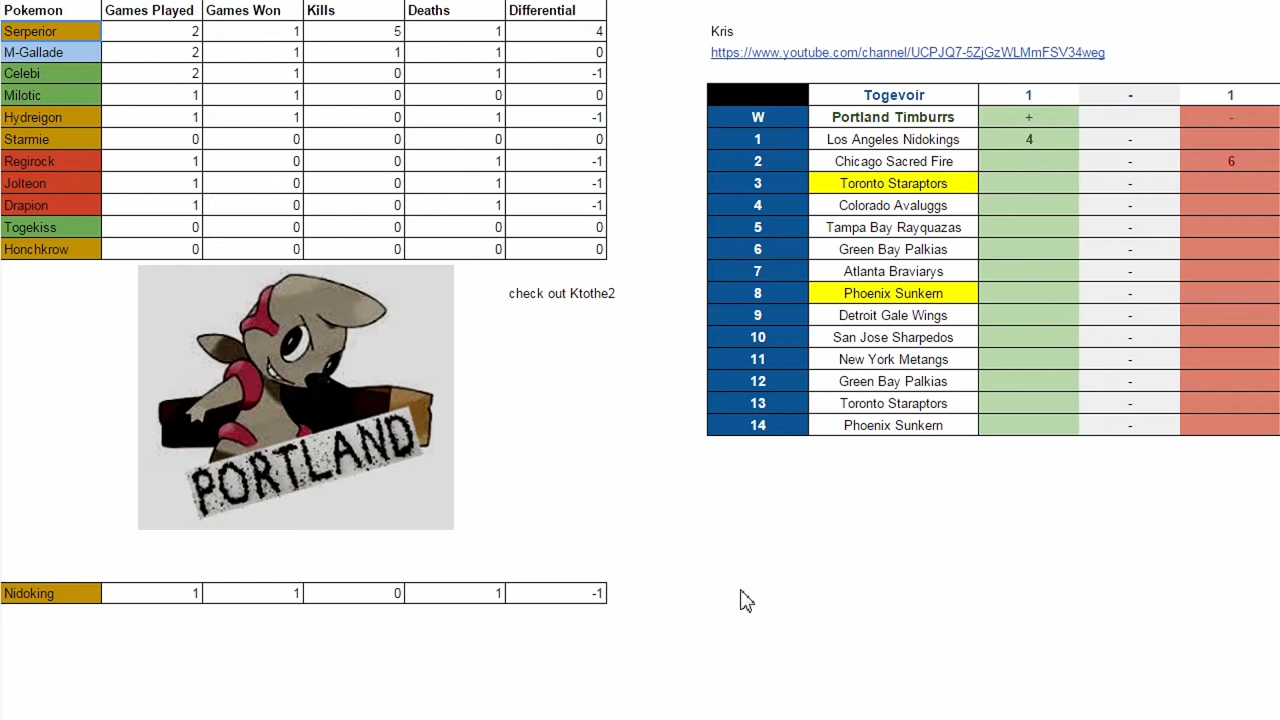 Pokemon Games Played Games Won Kills Deaths Differential
Serperior 2 1 5 1 4
M-Gallade 2 1 1 1 0
Celebi 2 1 0 1 -1
Milotic 1 1 0 0 0
Hydreigon 1 1 0 1 -1
Starmie 0 0 0 0 0
Regirock 1 0 0 1 -1
Jolteon 1 0 0 1 -1
Drapion 1 0 0 1 -1
Togekiss 0 0 0 0 0
Honchkrow 0 0 0 0 0
check out Ktothe2
PORTLAND
Nidoking 1 1 0 1 -1
Kris
https://www.youtube.com/channel/UCPJQ7-5ZjGzWLMmFSV34weg
Togevoir 1 - 1
W Portland Timburrs + -
1 Los Angeles Nidokings 4 -
2 Chicago Sacred Fire - 6
3 Toronto Staraptors -
4 Colorado Avaluggs -
5 Tampa Bay Rayquazas -
6 Green Bay Palkias -
7 Atlanta Braviarys -
8 Phoenix Sunkern -
9 Detroit Gale Wings -
10 San Jose Sharpedos -
11 New York Metangs -
12 Green Bay Palkias -
13 Toronto Staraptors -
14 Phoenix Sunkern -